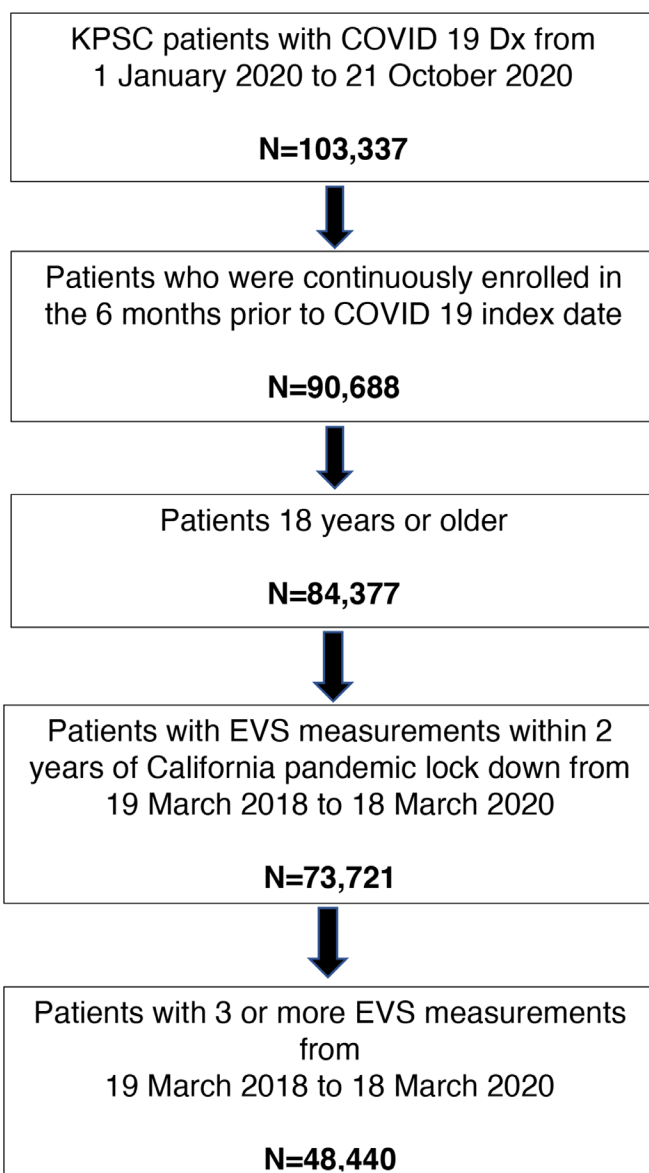 KPSC patients with COVID 19 Dx from
1 January 2020 to 21 October 2020
N=103,337
Patients who were continuously enrolled in
the 6 months prior to COVID 19 index date
N=90,688
Patients 18 years or older
N=84,377
Patients with EVS measurements within 2
years of California pandemic lock down from
19 March 2018 to 18 March 2020
N=73,721
Patients with 3 or more EVS measurements
from
19 March 2018 to 18 March 2020
N=48,440